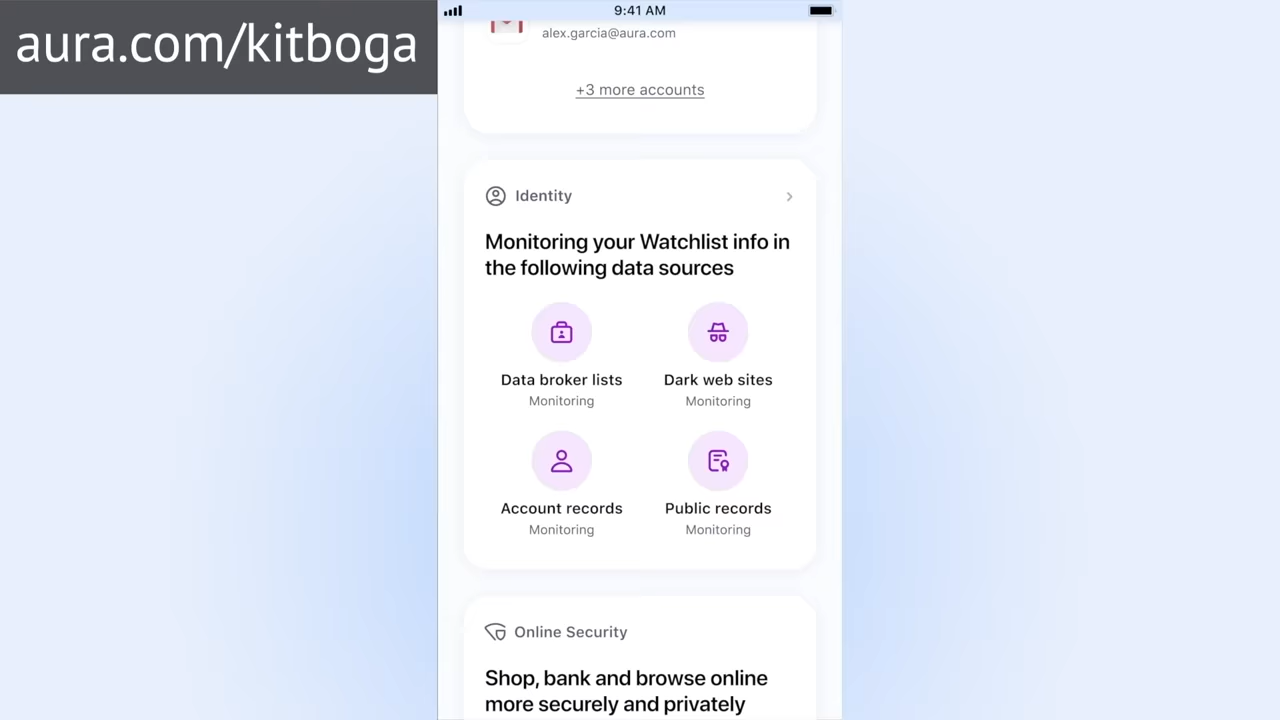 aura.com/kitboga
9:41 AM
alex.garcia@aura.com
+3 more accounts
Identity
Monitoring your Watchlist info in
the following data sources
Data broker lists
Monitoring
Dark web sites
Monitoring
Account records
Monitoring
Public records
Monitoring
Online Security
Shop, bank and browse online
more securely and privately